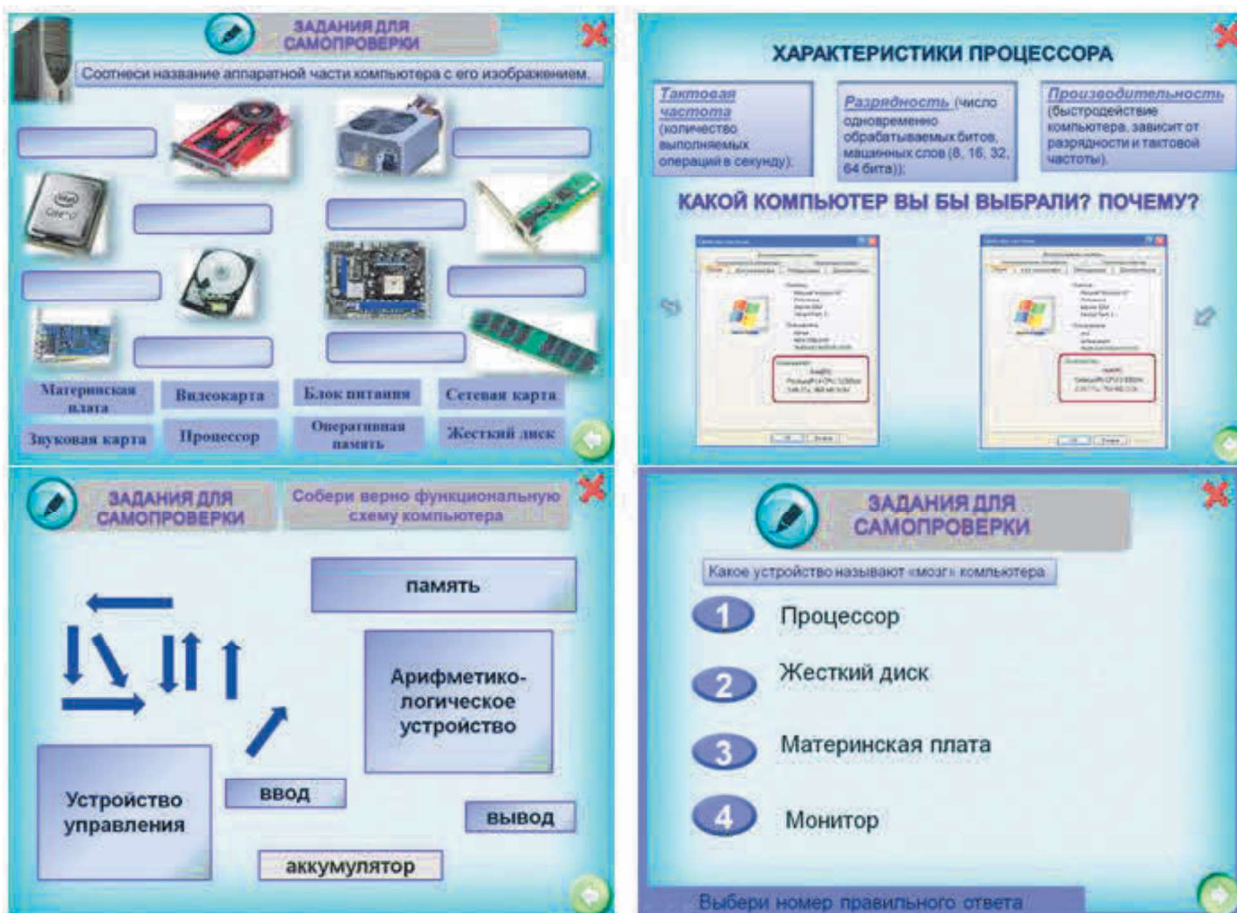 ЗАДАНИЯ ДЛЯ
САМОПРОВЕРКИ
Соотнеси название аппаратной части компьютера с его изображением.
Материнская
плата
Видеокарта
Блок питания
Сетевая карта
Звуковая карта
Процессор
Оперативная
память
Жесткий диск
ХАРАКТЕРИСТИКИ ПРОЦЕССОРА
Тактовая
частота
(количество
выполняемых
операций в секунду);
Разрядность (число
одновременно
обрабатываемых битов,
машинных слов (8, 16, 32,
64 бита));
Производительность
(быстродействие
компьютера, зависит от
разрядности и тактовой
частоты).
КАКОЙ КОМПЬЮТЕР ВЫ БЫ ВЫБРАЛИ? ПОЧЕМУ?
ЗАДАНИЯ ДЛЯ
САМОПРОВЕРКИ
Собери верно функциональную
схему компьютера
память
Арифметико-
логическое
устройство
Устройство
управления
ввод
вывод
аккумулятор
ЗАДАНИЯ ДЛЯ
САМОПРОВЕРКИ
Какое устройство называют «мозг» компьютера
1 Процессор
2 Жесткий диск
3 Материнская плата
4 Монитор
Выбери номер правильного ответа